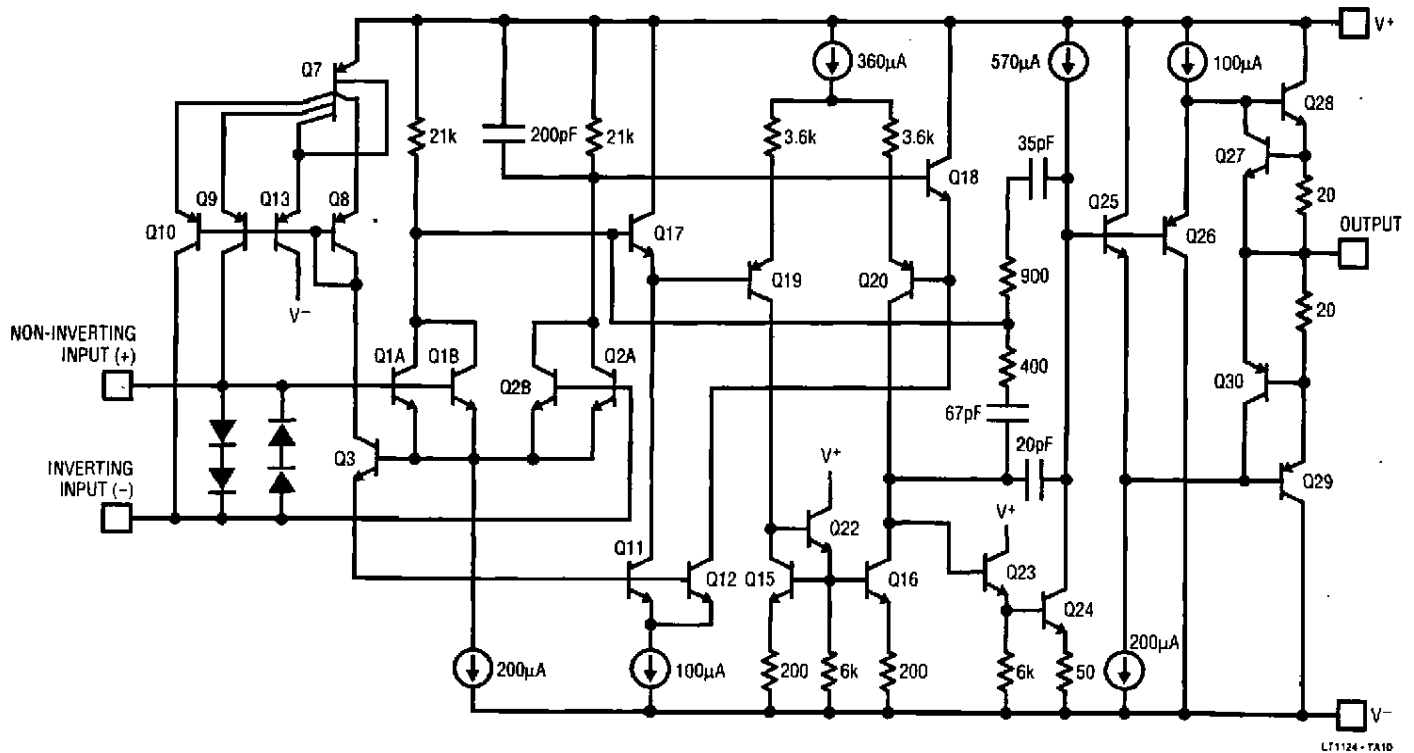 V+
Q7
360µA
570µA
100µA
Q28
21k
200pF
21k
3.6k
3.6k
35pF
Q27
Q18
20
Q9
Q13
Q8
Q25
Q10
Q17
Q26
OUTPUT
Q19
Q20
900
20
V−
NON-INVERTING
INPUT (+)
Q1A
Q1B
Q2B
Q2A
400
Q30
67pF
20pF
Q3
V+
INVERTING
INPUT (−)
Q29
V+
Q22
Q11
Q12
Q15
Q16
Q23
Q24
200µA
100µA
200
6k
200
6k
50
200µA
V−
LT1124 • TA10